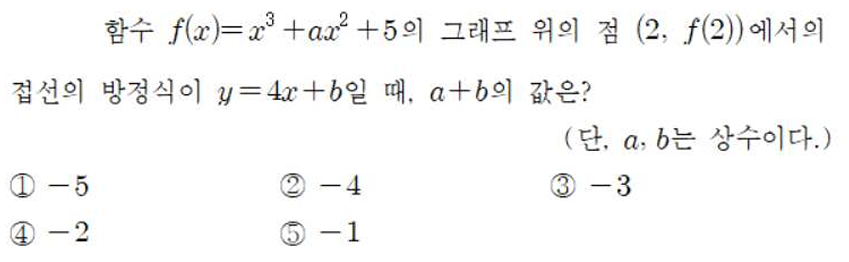 함수 f(x)=x³+ax²+5의 그래프 위의 점 (2, f(2))에서의
접선의 방정식이 y=4x+b일 때, a+b의 값은?
(단, a, b는 상수이다.)
① -5 ② -4 ③ -3
④ -2 ⑤ -1